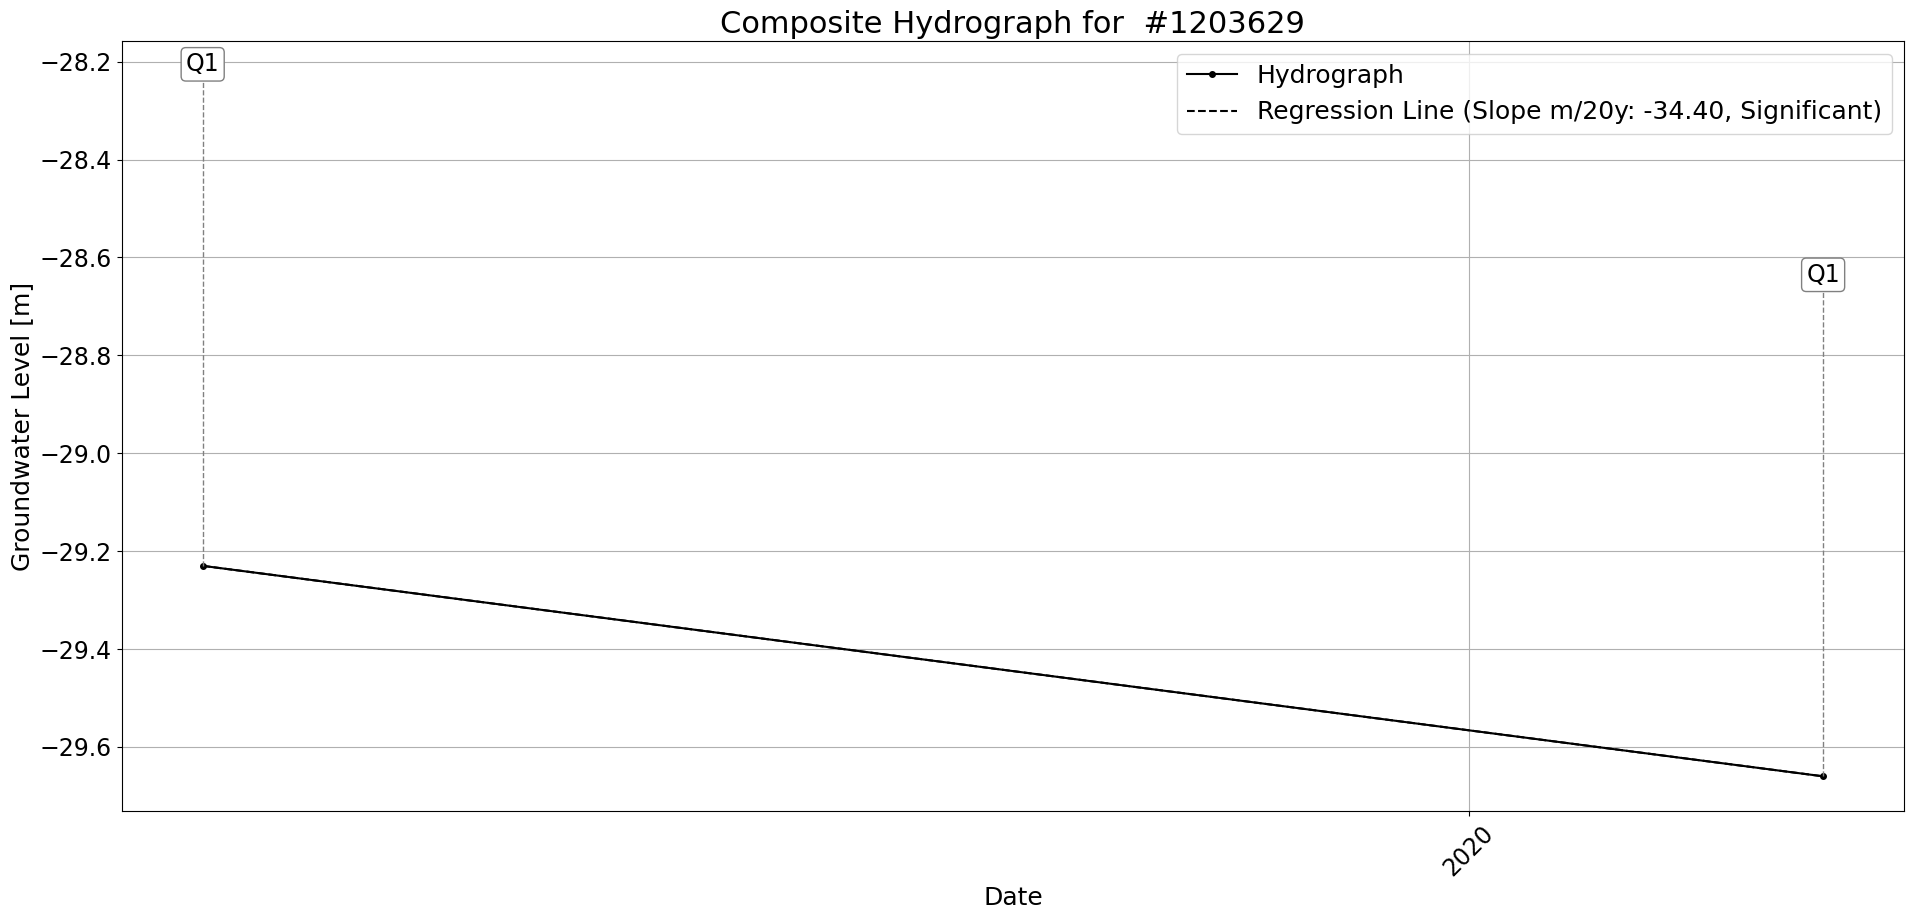 Composite Hydrograph for  #1203629
Q1
Q1
Hydrograph
Regression Line (Slope m/20y: -34.40, Significant)
−28.2
−28.4
−28.6
−28.8
−29.0
−29.2
−29.4
−29.6
Groundwater Level [m]
2020
Date